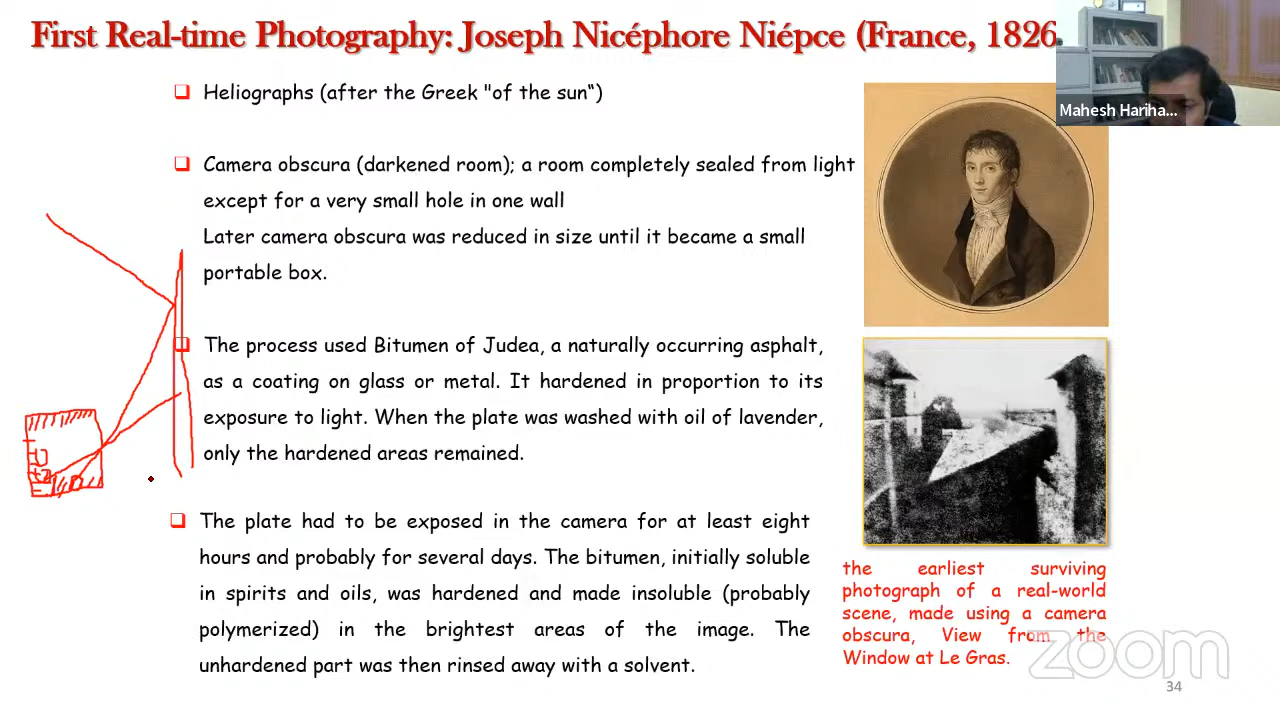 First Real-time Photography: Joseph Nicéphore Niépce (France, 1826
Mahesh Hariha...
Heliographs (after the Greek "of the sun“)
Camera obscura (darkened room); a room completely sealed from light
except for a very small hole in one wall
Later camera obscura was reduced in size until it became a small
portable box.
The process used Bitumen of Judea, a naturally occurring asphalt,
as a coating on glass or metal. It hardened in proportion to its
exposure to light. When the plate was washed with oil of lavender,
only the hardened areas remained.
The plate had to be exposed in the camera for at least eight
hours and probably for several days. The bitumen, initially soluble
in spirits and oils, was hardened and made insoluble (probably
polymerized) in the brightest areas of the image. The
unhardened part was then rinsed away with a solvent.
the earliest surviving
photograph of a real-world
scene, made using a camera
obscura, View from the
Window at Le Gras.
zoom
34